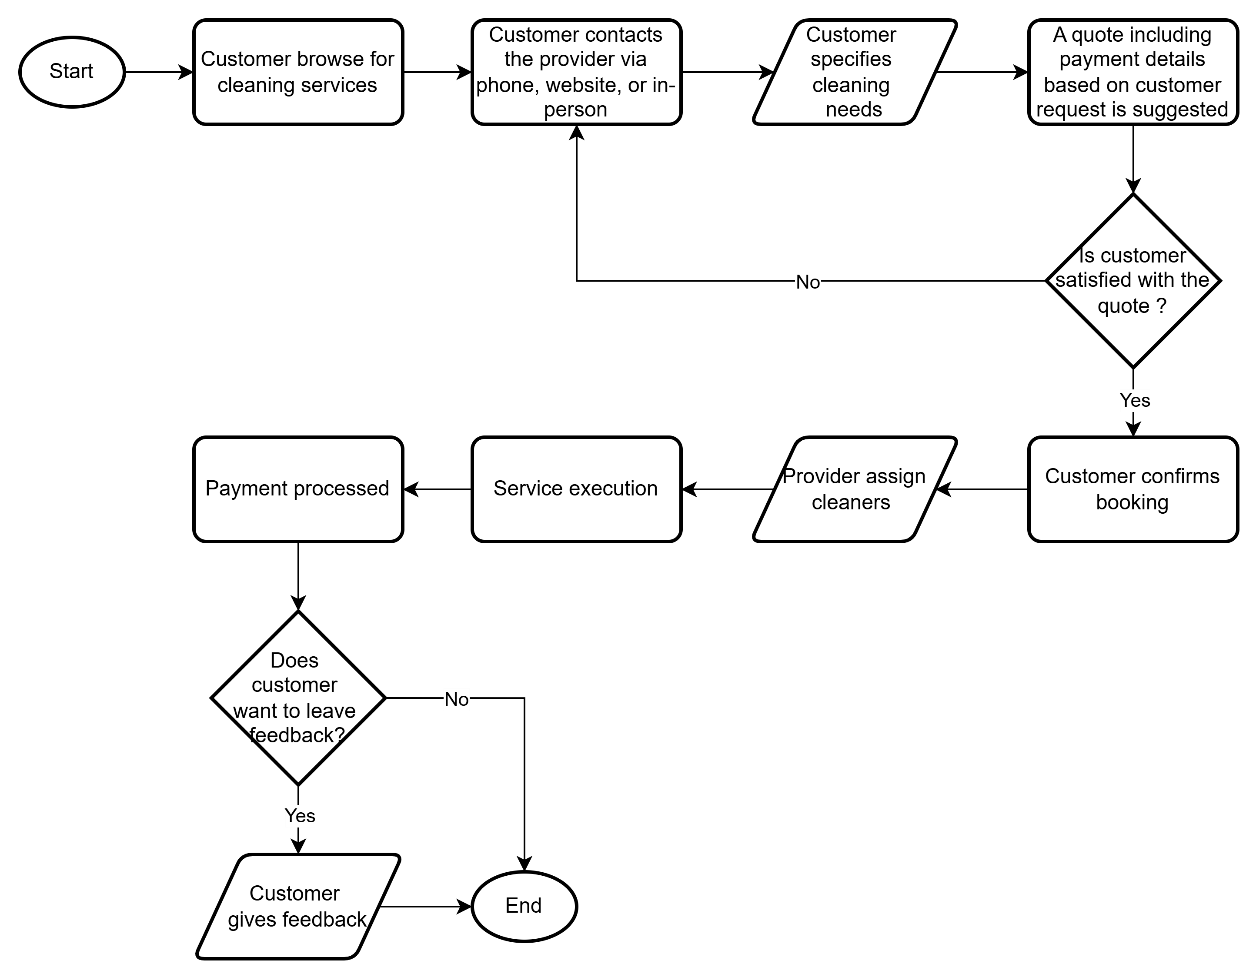 Start
Customer browse for
cleaning services
Customer contacts
the provider via
phone, website, or in-
person
Customer
specifies
cleaning
needs
A quote including
payment details
based on customer
request is suggested
Is customer
satisfied with the
quote ?
No
Yes
Customer confirms
booking
Provider assign
cleaners
Service execution
Payment processed
Does
customer
want to leave
feedback?
No
Yes
Customer
gives feedback
End